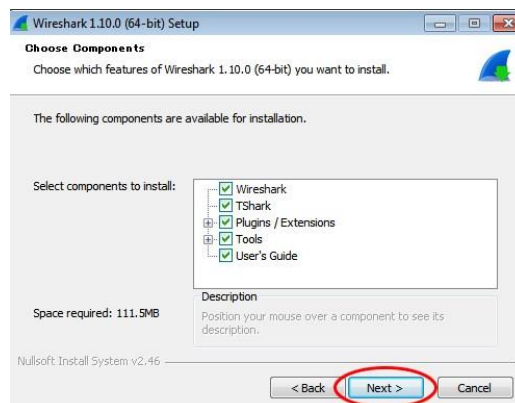 Wireshark 1.10.0 (64-bit) Setup
Choose Components
Choose which features of Wireshark 1.10.0 (64-bit) you want to install.
The following components are available for installation.
Select components to install:
Wireshark
TShark
Plugins / Extensions
Tools
User's Guide
Space required: 111.5MB
Description
Position your mouse over a component to see its
description.
Nullsoft Install System v2.46
< Back
Next >
Cancel